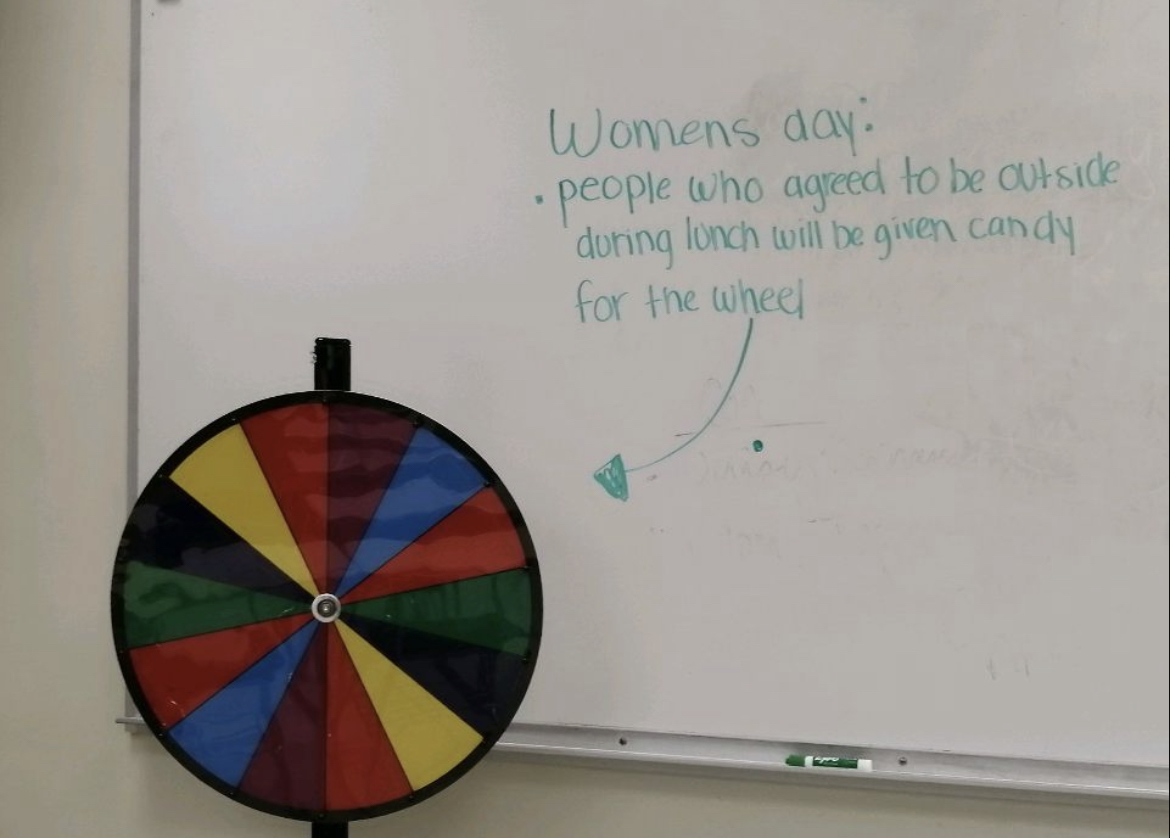 Womens day:
• people who agreed to be outside
during lunch will be given candy
for the wheel